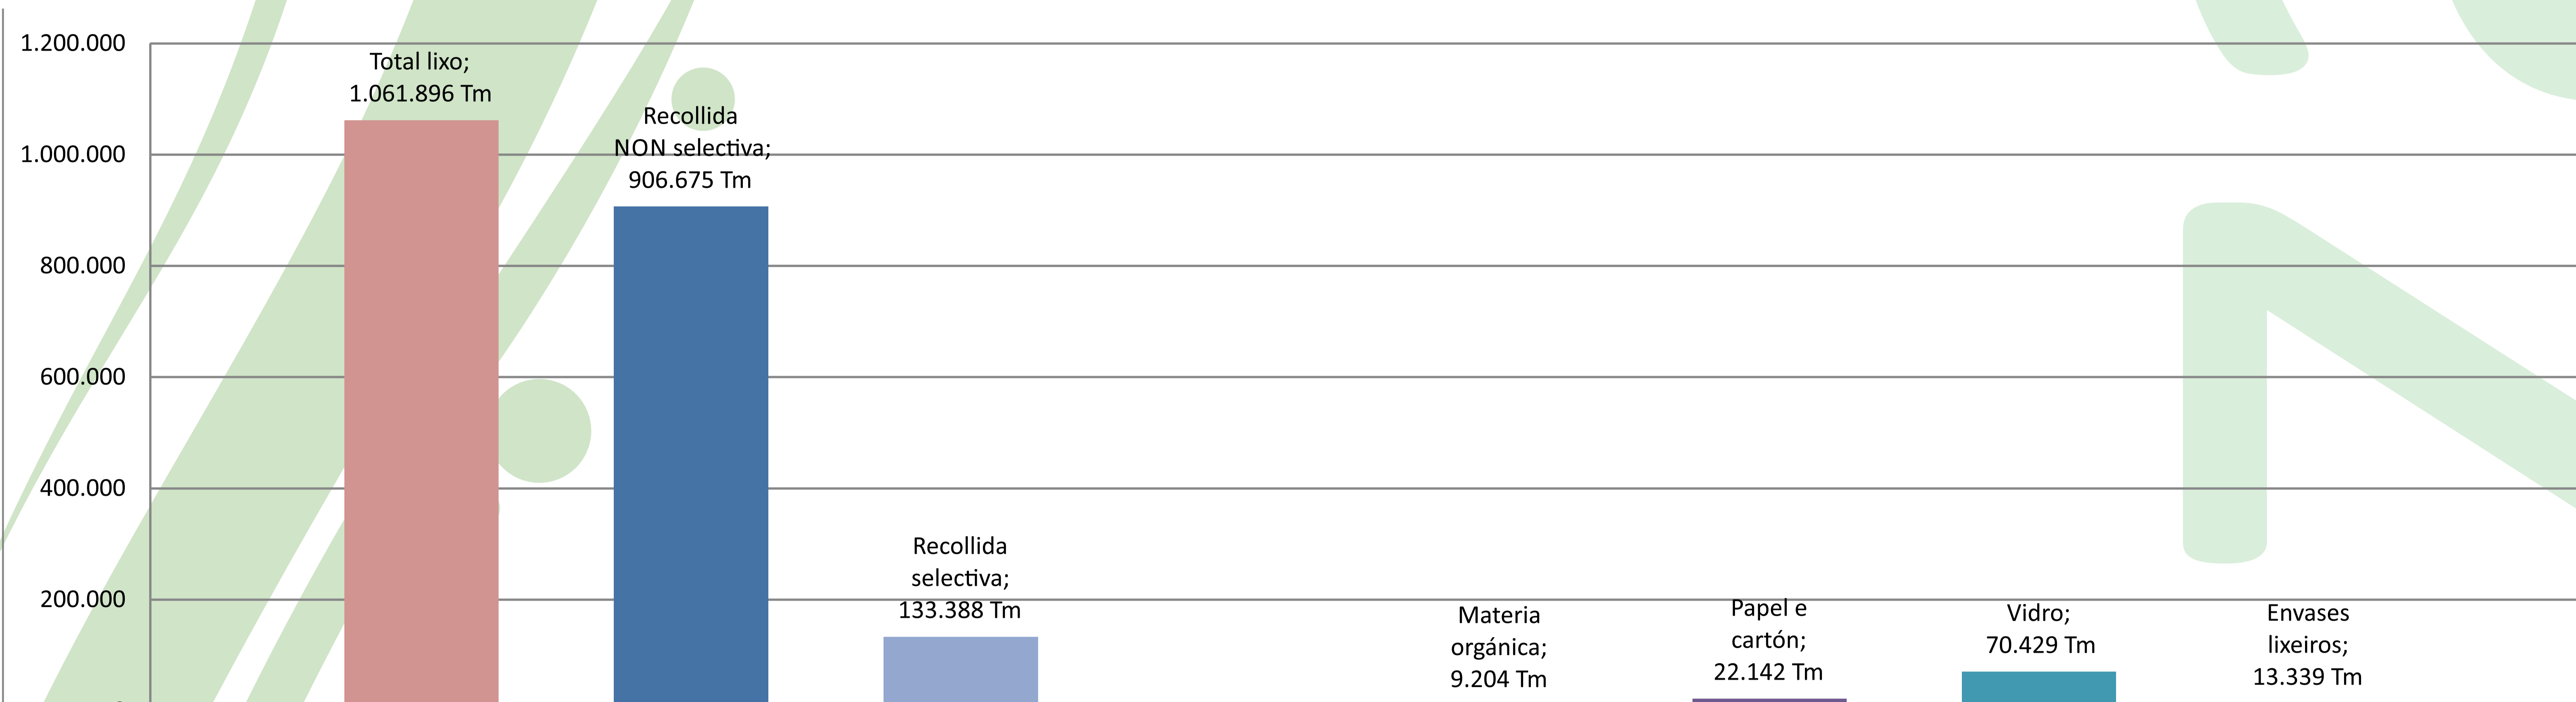 1.200.000
1.000.000
800.000
600.000
400.000
200.000
Total lixo;
1.061.896 Tm
Recollida
NON selectiva;
906.675 Tm
Recollida
selectiva;
133.388 Tm
Materia
orgánica;
9.204 Tm
Papel e
cartón;
22.142 Tm
Vidro;
70.429 Tm
Envases
lixeiros;
13.339 Tm